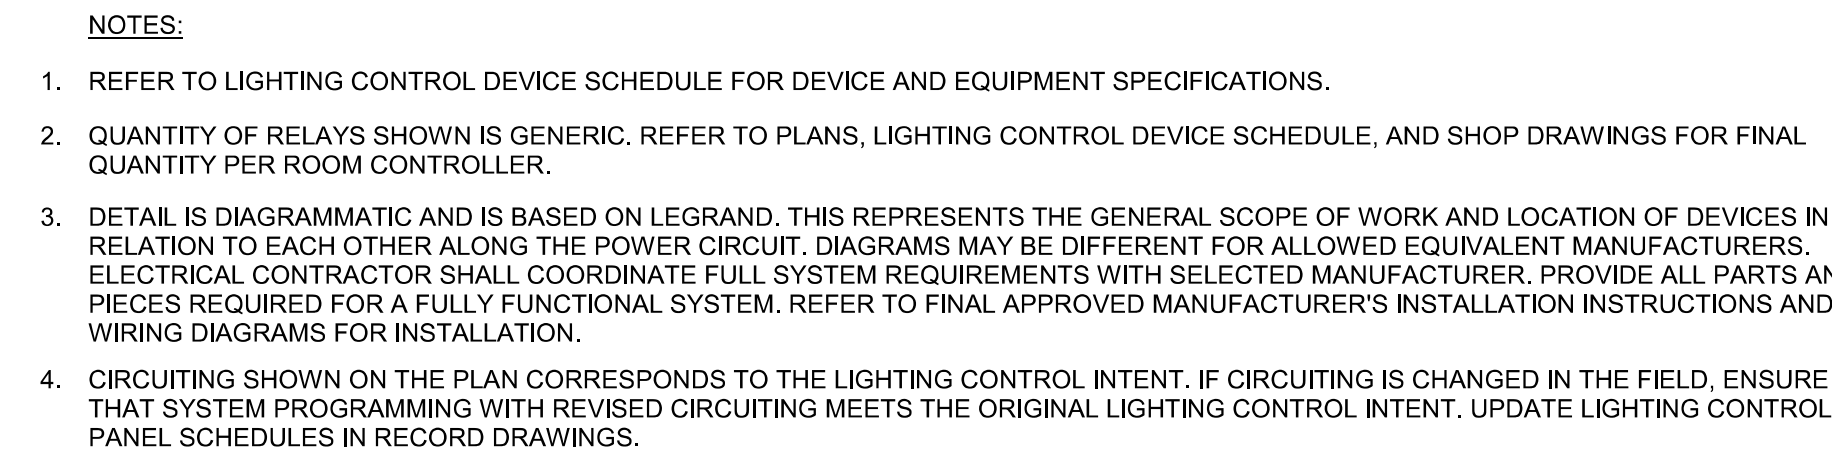 NOTES:
1. REFER TO LIGHTING CONTROL DEVICE SCHEDULE FOR DEVICE AND EQUIPMENT SPECIFICATIONS.
2. QUANTITY OF RELAYS SHOWN IS GENERIC. REFER TO PLANS, LIGHTING CONTROL DEVICE SCHEDULE, AND SHOP DRAWINGS FOR FINAL
QUANTITY PER ROOM CONTROLLER.
3. DETAIL IS DIAGRAMMATIC AND IS BASED ON LEGRAND. THIS REPRESENTS THE GENERAL SCOPE OF WORK AND LOCATION OF DEVICES IN
RELATION TO EACH OTHER ALONG THE POWER CIRCUIT. DIAGRAMS MAY BE DIFFERENT FOR ALLOWED EQUIVALENT MANUFACTURERS.
ELECTRICAL CONTRACTOR SHALL COORDINATE FULL SYSTEM REQUIREMENTS WITH SELECTED MANUFACTURER. PROVIDE ALL PARTS
PIECES REQUIRED FOR A FULLY FUNCTIONAL SYSTEM. REFER TO FINAL APPROVED MANUFACTURER'S INSTALLATION INSTRUCTIONS AND
WIRING DIAGRAMS FOR INSTALLATION.
4. CIRCUITING SHOWN ON THE PLAN CORRESPONDS TO THE LIGHTING CONTROL INTENT. IF CIRCUITING IS CHANGED IN THE FIELD, ENSURE
THAT SYSTEM PROGRAMMING WITH REVISED CIRCUITING MEETS THE ORIGINAL LIGHTING CONTROL INTENT. UPDATE LIGHTING CONTROL
PANEL SCHEDULES IN RECORD DRAWINGS.